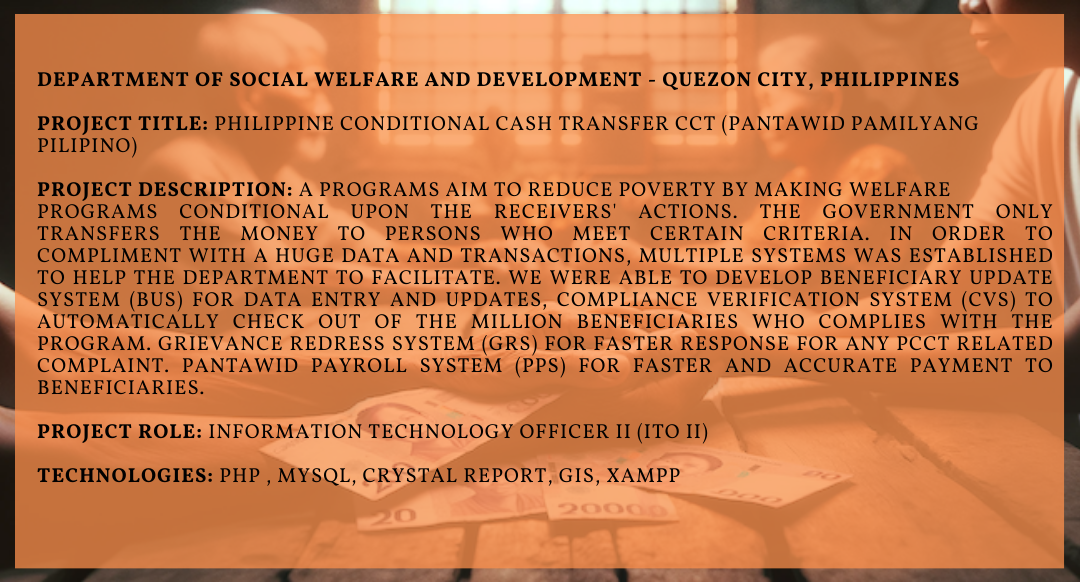 DEPARTMENT OF SOCIAL WELFARE AND DEVELOPMENT - QUEZON CITY, PHILIPPINES
PROJECT TITLE: PHILIPPINE CONDITIONAL CASH TRANSFER CCT (PANTAWID PAMILYANG
PILIPINO)
PROJECT DESCRIPTION: A PROGRAMS AIM TO REDUCE POVERTY BY MAKING WELFARE
PROGRAMS CONDITIONAL UPON THE RECEIVERS' ACTIONS. THE GOVERNMENT ONLY
TRANSFERS THE MONEY TO PERSONS WHO MEET CERTAIN CRITERIA. IN ORDER TO
COMPLIMENT WITH A HUGE DATA AND TRANSACTIONS, MULTIPLE SYSTEMS WAS ESTABLISHED
TO HELP THE DEPARTMENT TO FACILITATE. WE WERE ABLE TO DEVELOP BENEFICIARY UPDATE
SYSTEM (BUS) FOR DATA ENTRY AND UPDATES, COMPLIANCE VERIFICATION SYSTEM (CVS) TO
AUTOMATICALLY CHECK OUT OF THE MILLION BENEFICIARIES WHO COMPLIES WITH THE
PROGRAM. GRIEVANCE REDRESS SYSTEM (GRS) FOR FASTER RESPONSE FOR ANY PCCT RELATED
COMPLAINT. PANTAWID PAYROLL SYSTEM (PPS) FOR FASTER AND ACCURATE PAYMENT TO
BENEFICIARIES.
PROJECT ROLE: INFORMATION TECHNOLOGY OFFICER II (ITO II)
TECHNOLOGIES: PHP , MYSQL, CRYSTAL REPORT, GIS, XAMPP
20